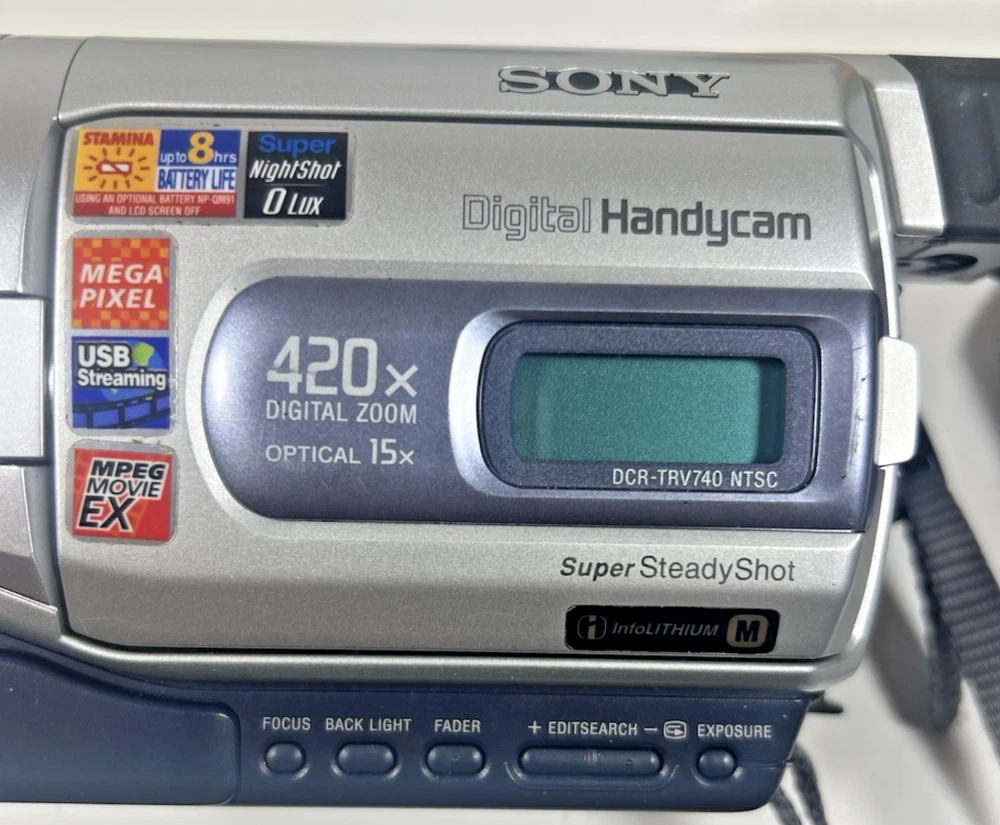 SONY
STAMINA
up to 8 hrs
BATTERY LIFE
USING AN OPTIONAL BATTERY NP-QM91
AND LCD SCREEN OFF
Super
NightShot
0 LUX
Digital Handycam
MEGA
PIXEL
USB
Streaming
MPEG
MOVIE
EX
420x
DIGITAL ZOOM
OPTICAL 15x
DCR-TRV740 NTSC
Super SteadyShot
i InfoLITHIUM M
FOCUS BACK LIGHT FADER + EDITSEARCH – EXPOSURE